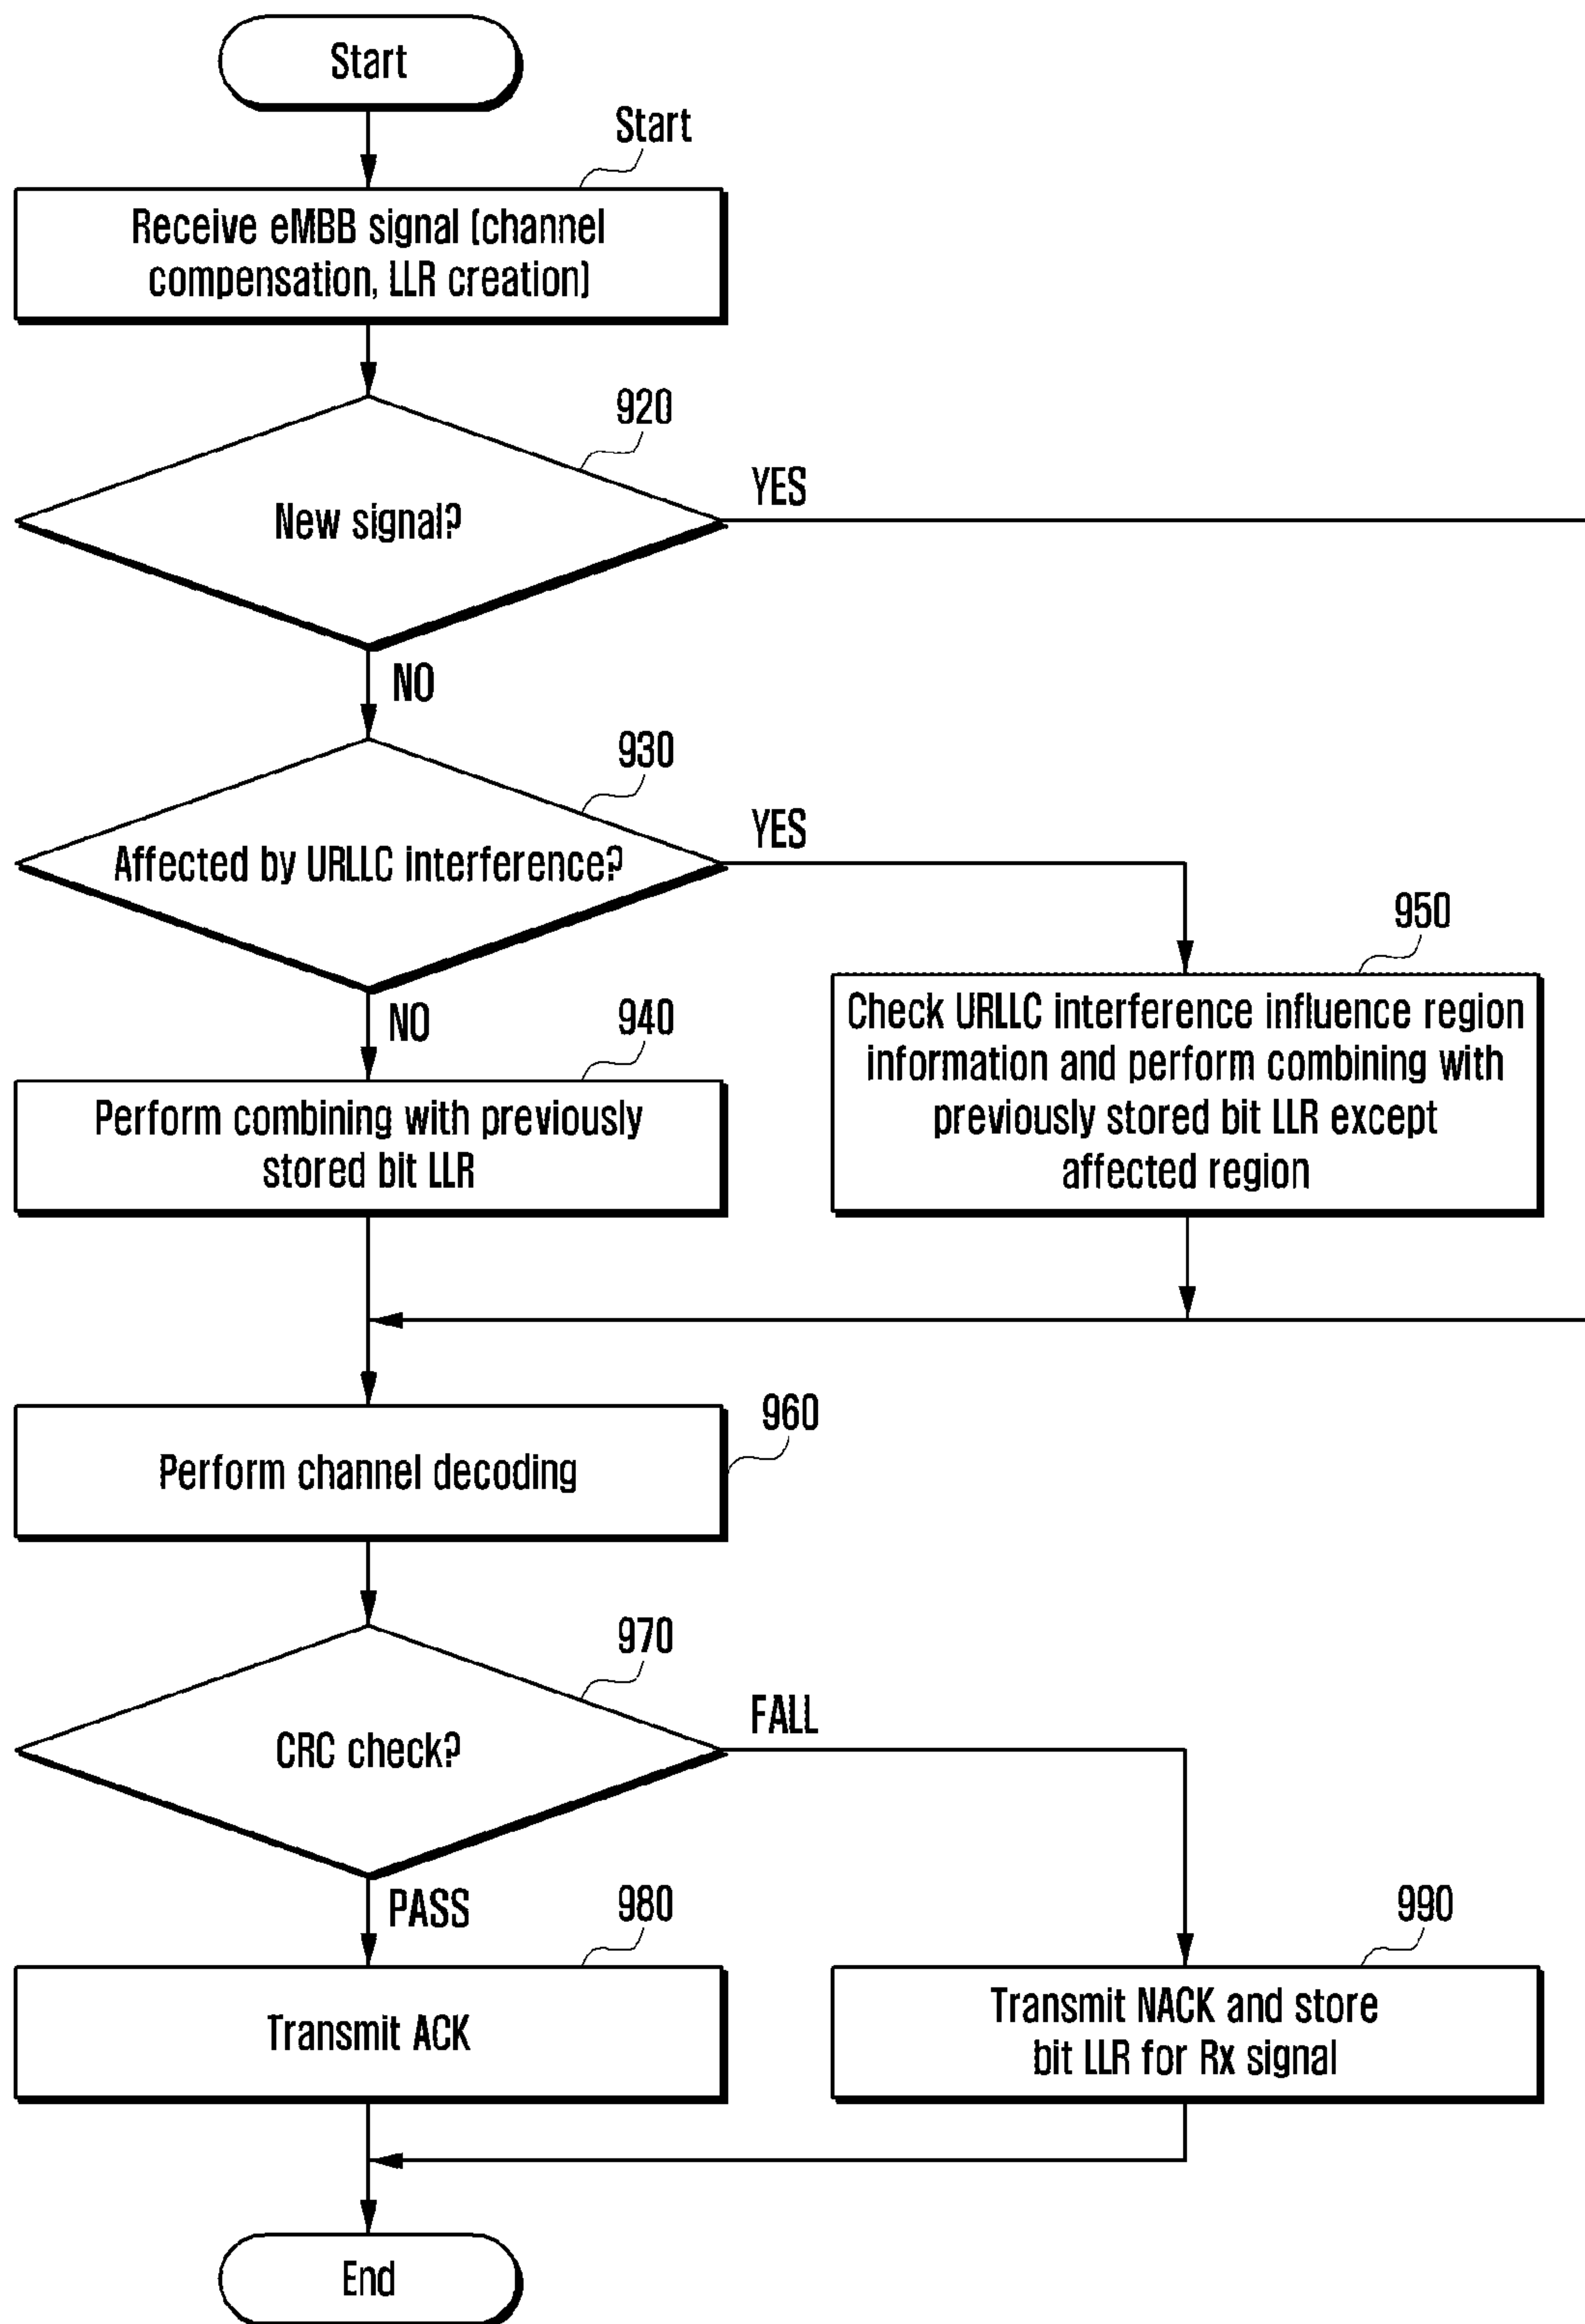 Start
Start
Receive eMBB signal (channel
compensation, LLR creation)
920
New signal?
YES
NO
930
Affected by URLLC interference?
YES
NO
940
Perform combining with previously
stored bit LLR
950
Check URLLC interference influence region
information and perform combining with
previously stored bit LLR except
affected region
960
Perform channel decoding
970
CRC check?
FALL
PASS
980
Transmit ACK
990
Transmit NACK and store
bit LLR for Rx signal
End